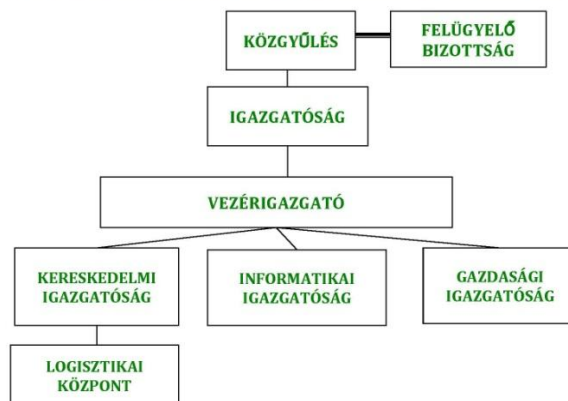 KÖZGYŰLÉS
FELÜGYELŐ
BIZOTTSÁG
IGAZGATÓSÁG
VEZÉRIGAZGATÓ
KERESKEDELMI
IGAZGATÓSÁG
INFORMATIKAI
IGAZGATÓSÁG
GAZDASÁGI
IGAZGATÓSÁG
LOGISZTIKAI
KÖZPONT